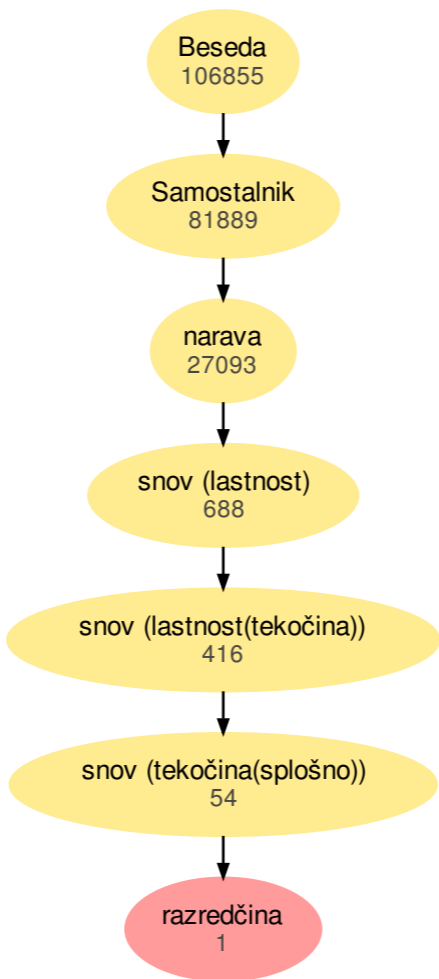 Beseda
106855
Samostalnik
81889
narava
27093
snov (lastnost)
688
snov (lastnost(tekočina))
416
snov (tekočina(splošno))
54
razredčina
1